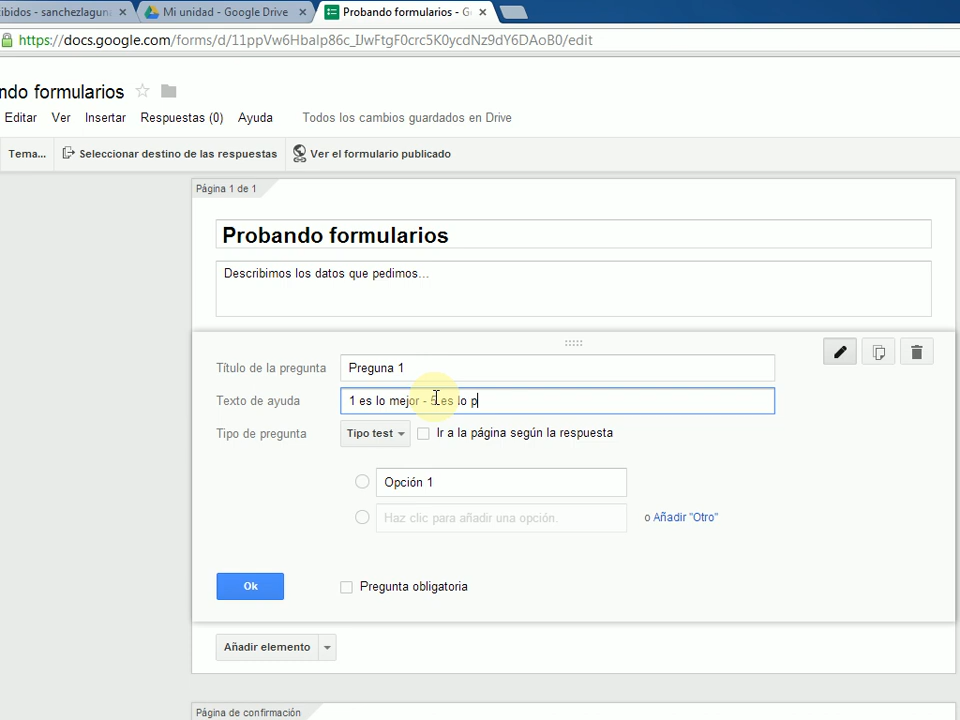 ibidos - sanchezlaguna
Mi unidad - Google Drive
Probando formularios - G
https://docs.google.com/forms/d/
/edit
ndo formularios
Editar Ver Insertar Respuestas (0) Ayuda Todos los cambios guardados en Drive
Tema... Seleccionar destino de las respuestas Ver el formulario publicado
Página 1 de 1
Probando formularios
Describimos los datos que pedimos...
Título de la pregunta Preguna 1
Texto de ayuda 1 es lo mejor - 5 es lo p
Tipo de pregunta Tipo test Ir a la página según la respuesta
Opción 1
Haz clic para añadir una opción. o Añadir "Otro"
Ok Pregunta obligatoria
Añadir elemento
Página de confirmación